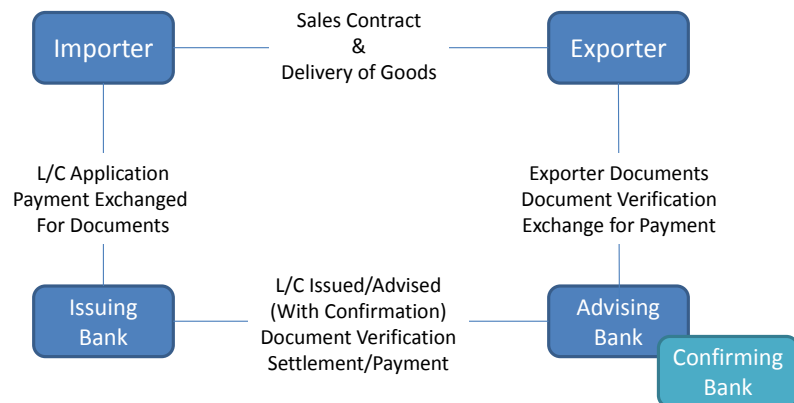 Importer
Sales Contract
&
Delivery of Goods
Exporter
L/C Application
Payment Exchanged
For Documents
Exporter Documents
Document Verification
Exchange for Payment
Issuing
Bank
L/C Issued/Advised
(With Confirmation)
Document Verification
Settlement/Payment
Advising
Bank
Confirming
Bank